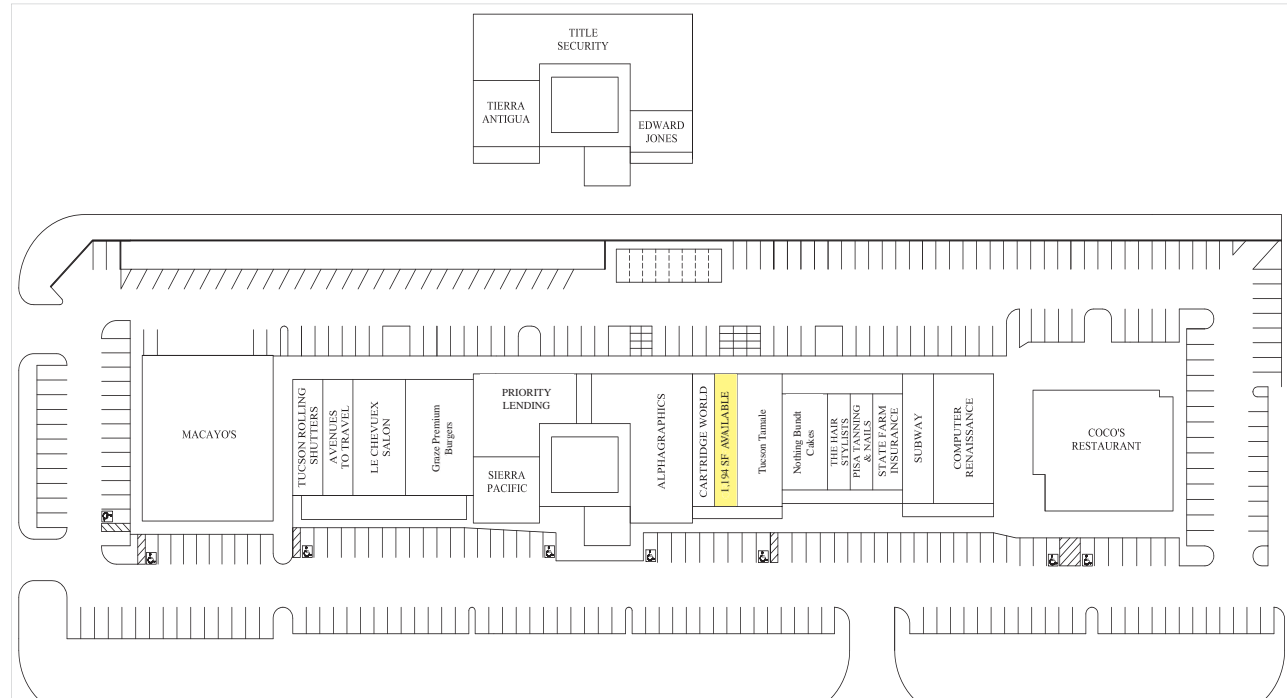 TITLE
SECURITY
TIERRA
ANTIGUA
EDWARD
JONES
MACAYO'S
TUCSON ROLLING
SHUTTERS
AVENUES
TO TRAVEL
LE CHEVUEX
SALON
Graze Premium
Burgers
PRIORITY
LENDING
SIERRA
PACIFIC
ALPHAGRAPHICS
CARTRIDGE WORLD
1,194 SF AVAILABLE
Tucson Tamale
Nothing Bundt
Cakes
THE HAIR
STYLISTS
PISA TANNING
& NAILS
STATE FARM
INSURANCE
SUBWAY
COMPUTER
RENAISSANCE
COCO'S
RESTAURANT